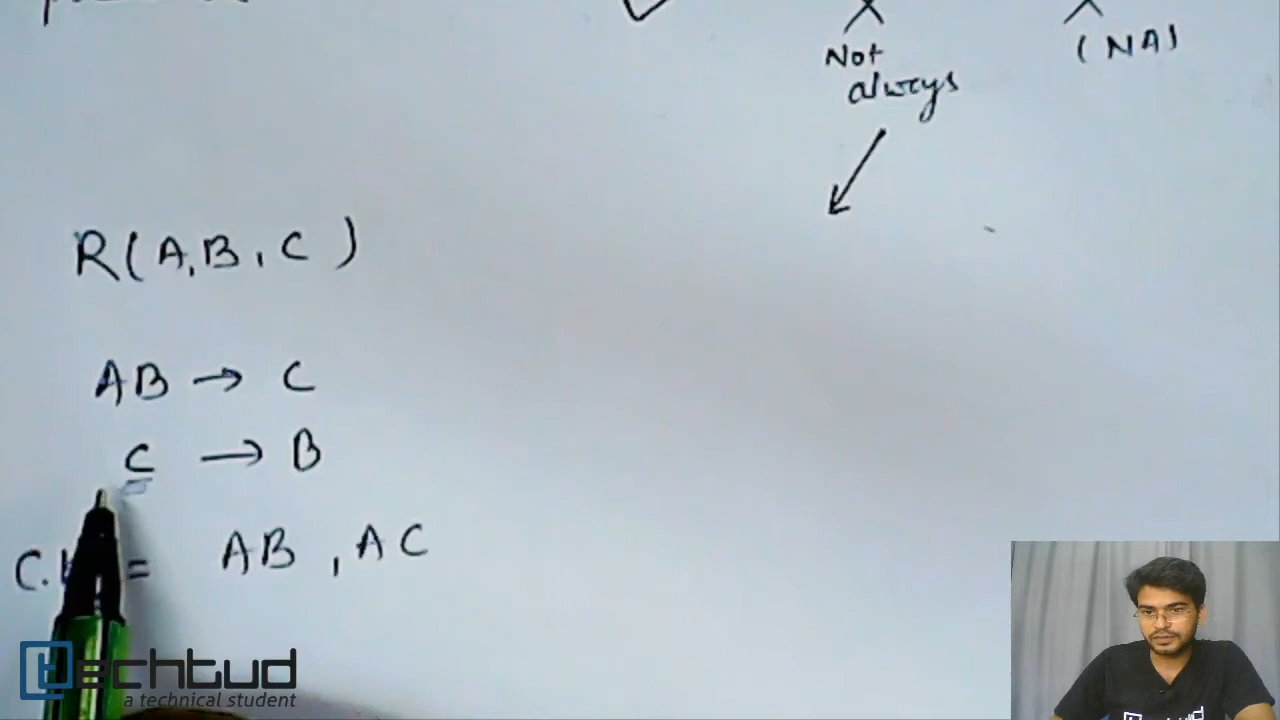 Not
always
(NA)
R(A,B,C)
AB → C
C → B
C. = AB, AC
techtud
a technical student